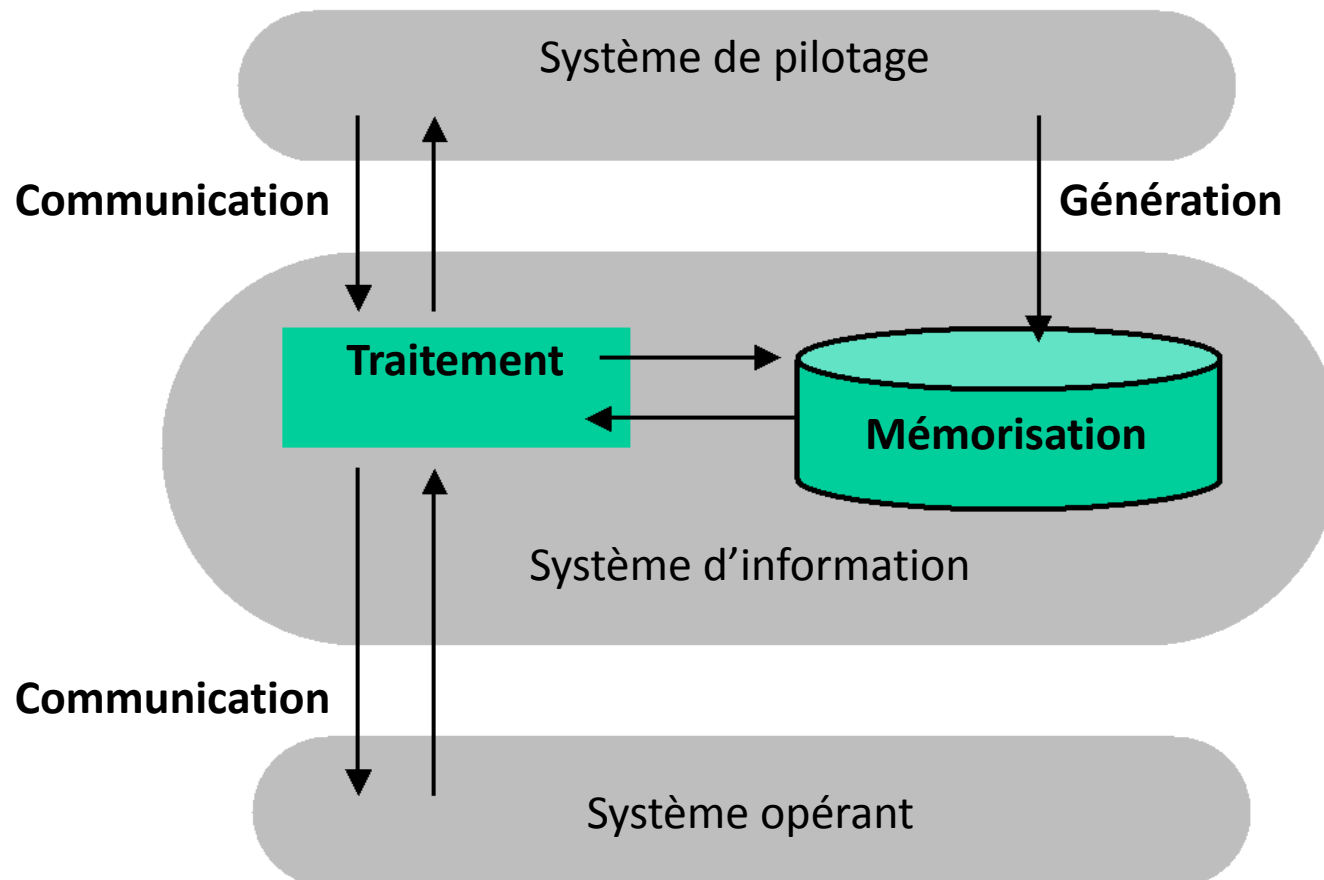 Système de pilotage
Communication
Génération
Traitement
Mémorisation
Système d’information
Communication
Système opérant